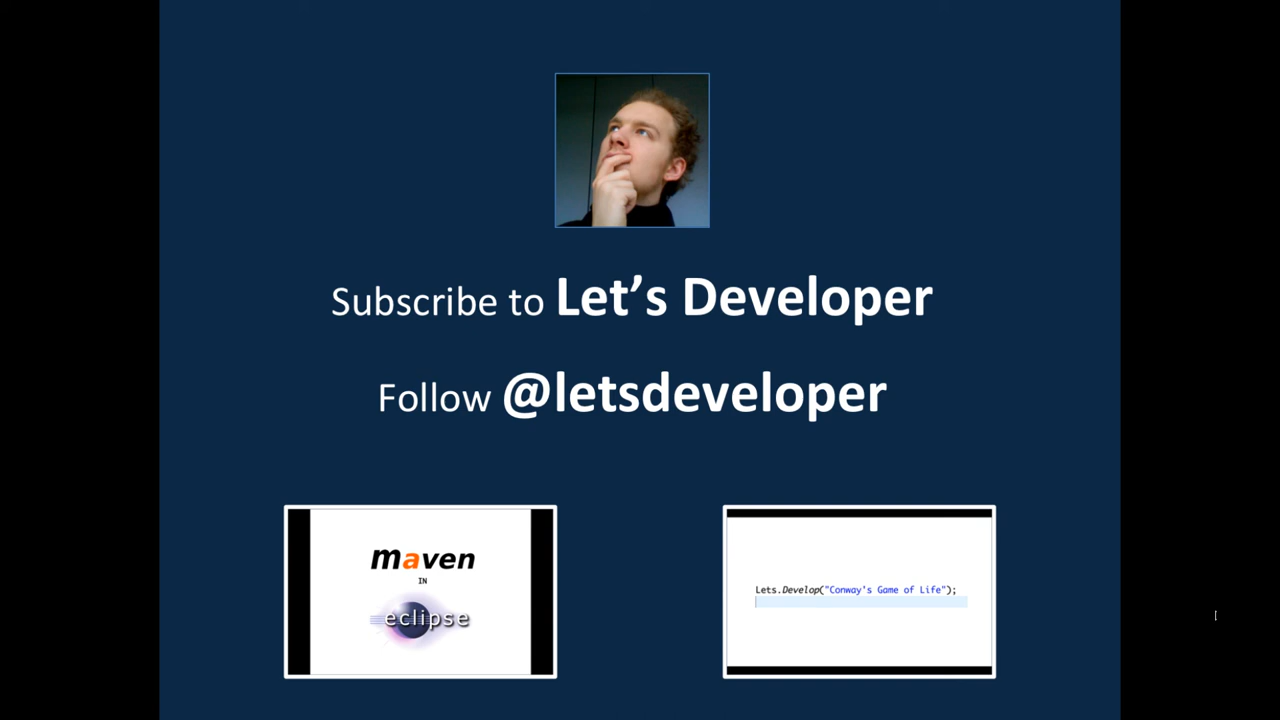 Subscribe to Let’s Developer
Follow @letsdeveloper
maven
IN
eclipse
Lets.Develop("Conway's Game of Life");